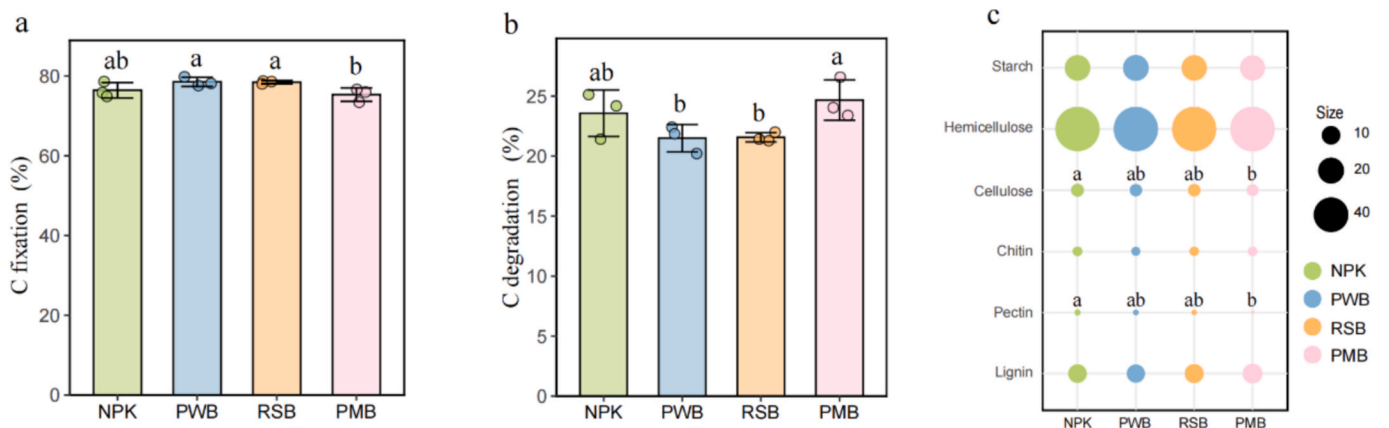 a
C fixation (%)
80
60
40
20
0
ab
a
a
b
NPK
PWB
RSB
PMB
b
C degradation (%)
25
20
15
10
5
0
ab
b
b
a
NPK
PWB
RSB
PMB
c
Starch
Hemicellulose
Cellulose
a
ab
ab
b
Chitin
Pectin
a
ab
ab
b
Lignin
NPK
PWB
RSB
PMB
Size
10
20
40
NPK
PWB
RSB
PMB